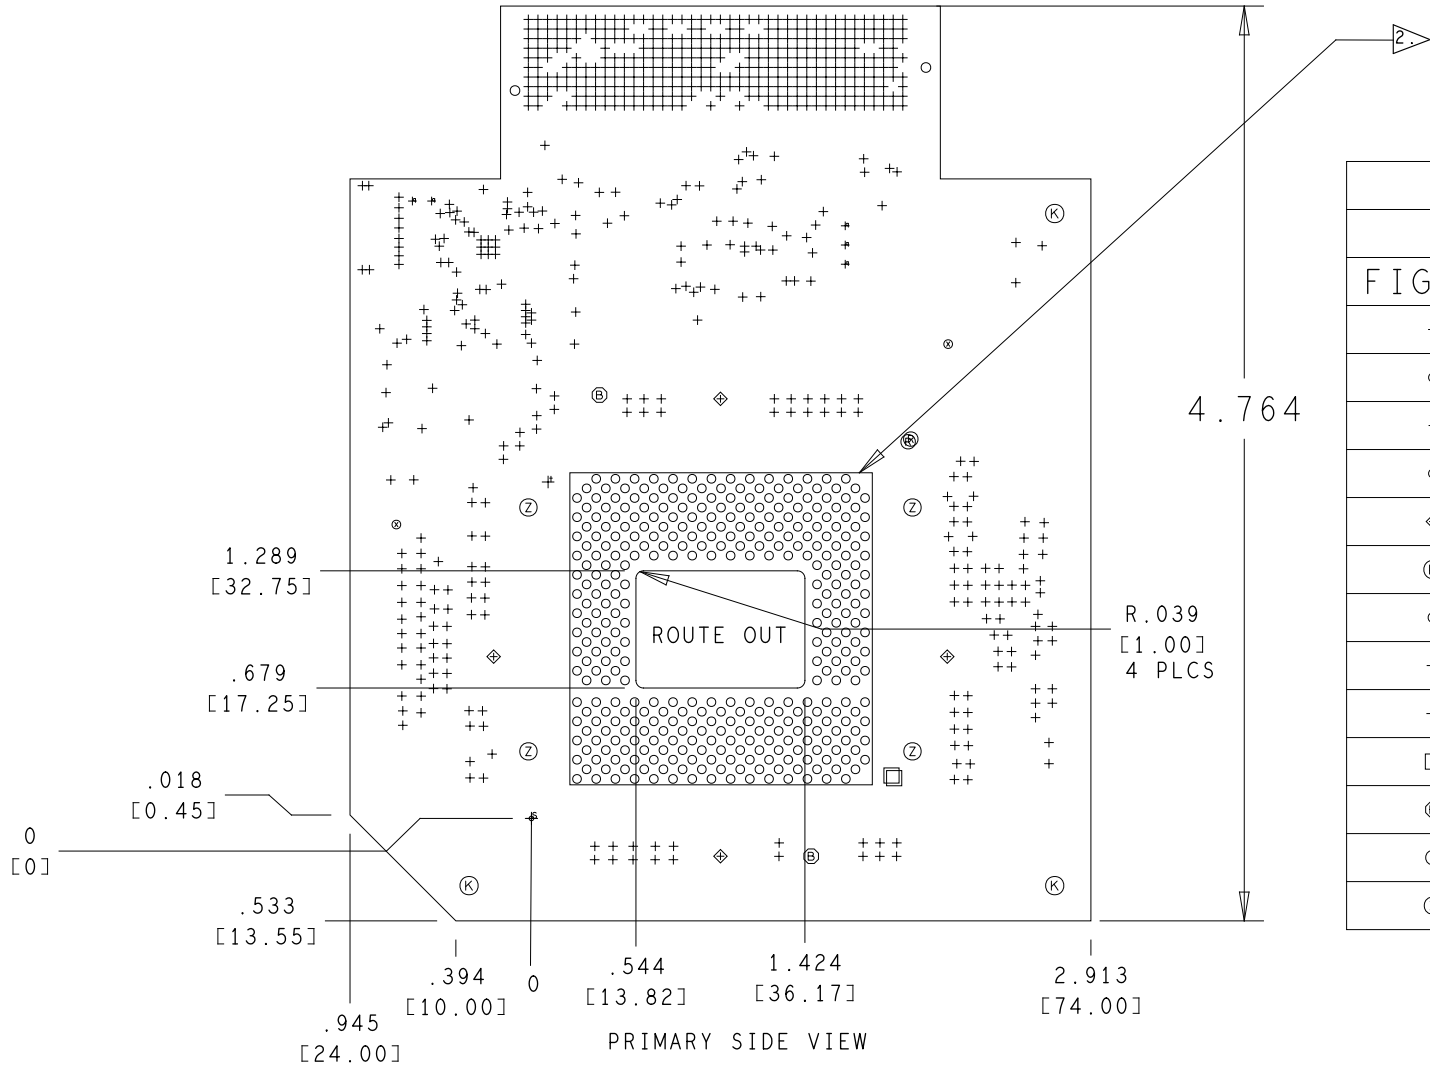 2.
K
FIG
X
B
4.764
K
Z
Z
X
1.289
[32.75]
R.039
[1.00]
4 PLCS
ROUTE OUT
.679
[17.25]
Z
Z
.018
[0.45]
S
0
[0]
B
K
K
.533
[13.55]
.394
[10.00]
0
.544
[13.82]
1.424
[36.17]
2.913
[74.00]
.945
[24.00]
PRIMARY SIDE VIEW